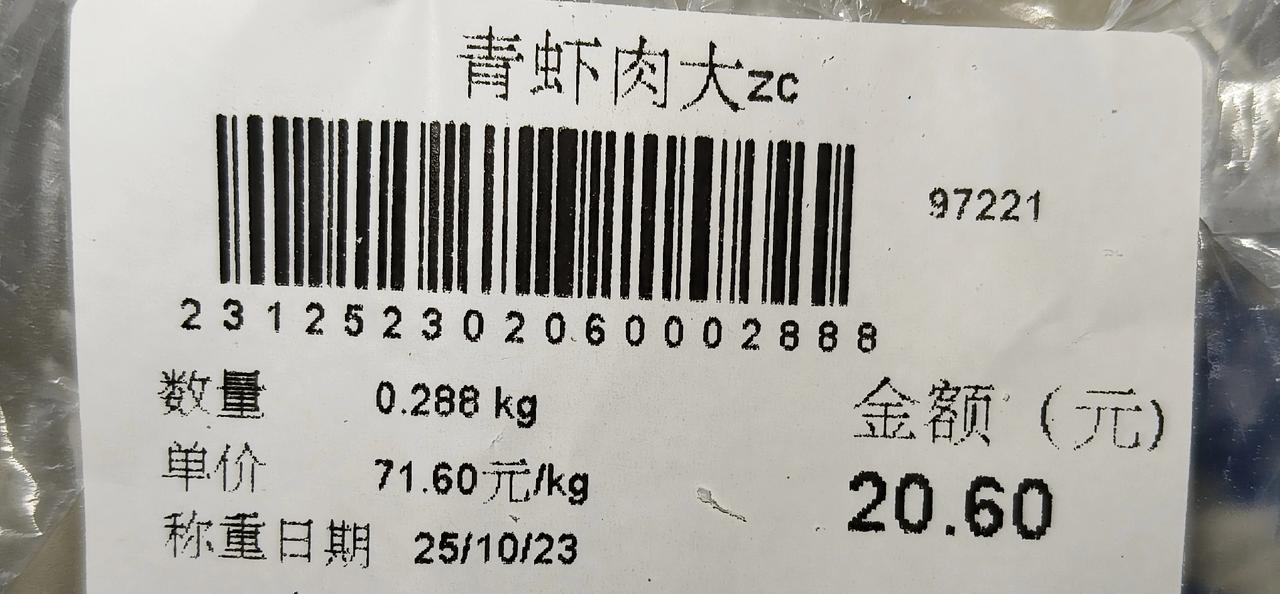 青虾肉大zc
97221
231252302060002888
数量 0.288 kg
金额（元）
单价 71.60元/kg
20.60
称重日期 25/10/23